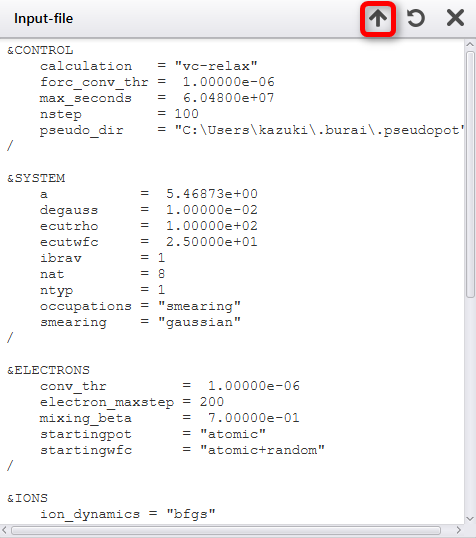 Input-file
&CONTROL
calculation = "vc-relax"
forc_conv_thr = 1.00000e-06
max_seconds = 6.04800e+07
nstep = 100
pseudo_dir = "C:\Users\kazuki\.burai\.pseudopot"
/
&SYSTEM
a = 5.46873e+00
degauss = 1.00000e-02
ecutrho = 1.00000e+02
ecutwfc = 2.50000e+01
ibrav = 1
nat = 8
ntyp = 1
occupations = "smearing"
smearing = "gaussian"
/
&ELECTRONS
conv_thr = 1.00000e-06
electron_maxstep = 200
mixing_beta = 7.00000e-01
startingpot = "atomic"
startingwfc = "atomic+random"
/
&IONS
ion_dynamics = "bfgs"